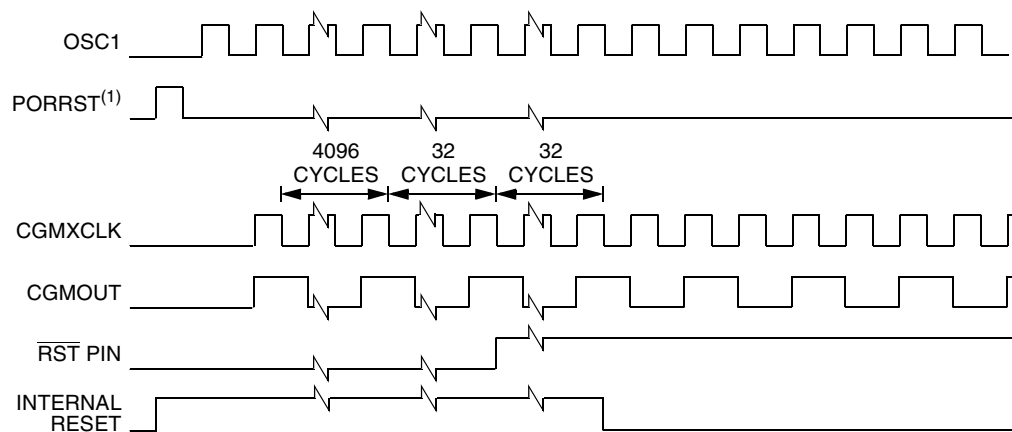 OSC1
PORRST(1)
4096
CYCLES
32
CYCLES
32
CYCLES
CGMXCLK
CGMOUT
RST PIN
INTERNAL
RESET